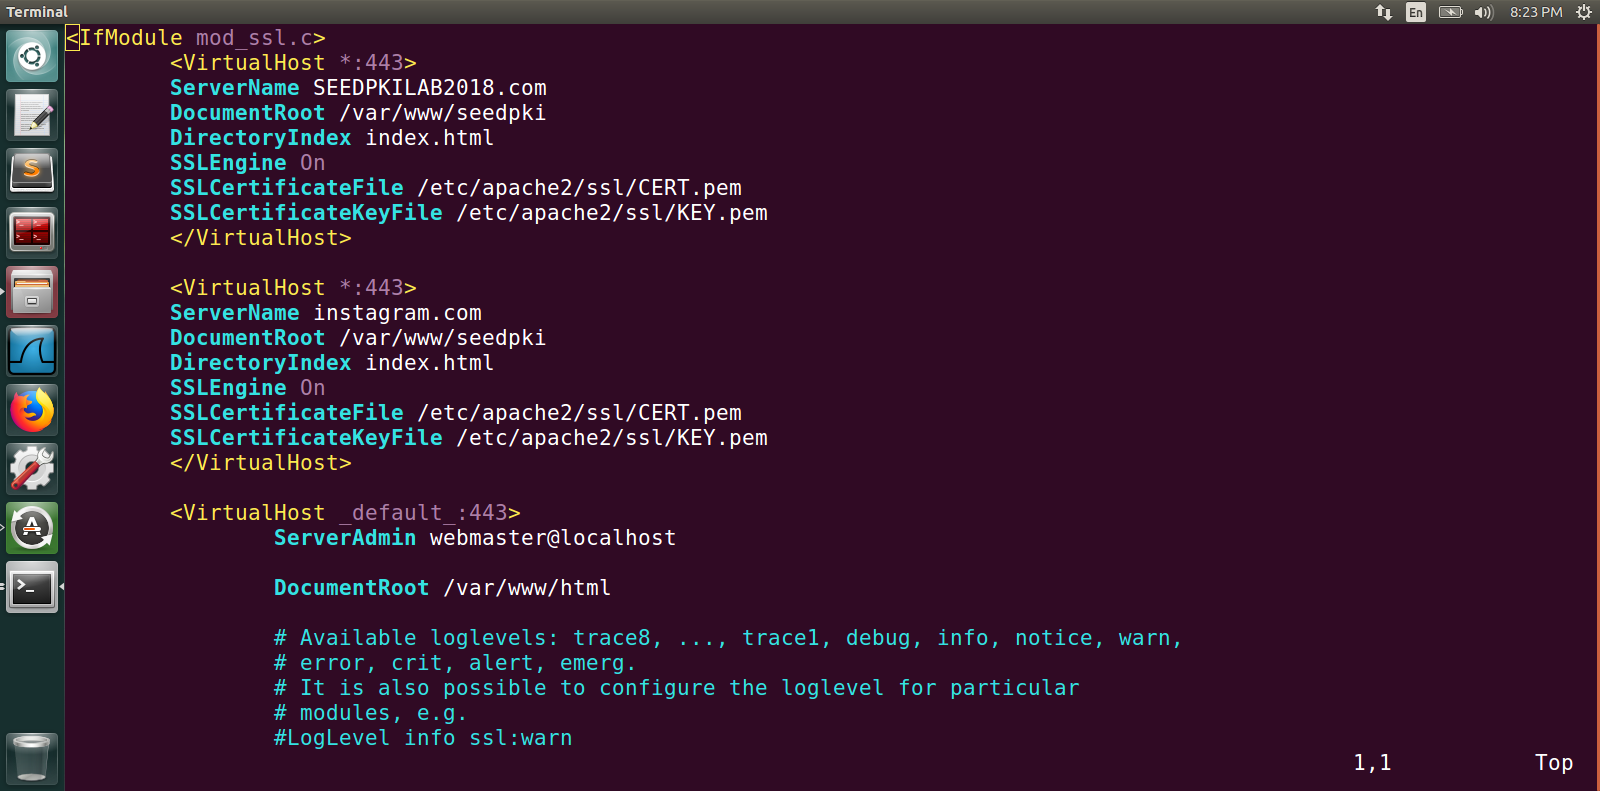 Terminal
En
8:23 PM
<IfModule mod_ssl.c>
<VirtualHost *:443>
ServerName SEEDPKILAB2018.com
DocumentRoot /var/www/seedpki
DirectoryIndex index.html
SSLEngine On
SSLCertificateFile /etc/apache2/ssl/CERT.pem
SSLCertificateKeyFile /etc/apache2/ssl/KEY.pem
</VirtualHost>
<VirtualHost *:443>
ServerName instagram.com
DocumentRoot /var/www/seedpki
DirectoryIndex index.html
SSLEngine On
SSLCertificateFile /etc/apache2/ssl/CERT.pem
SSLCertificateKeyFile /etc/apache2/ssl/KEY.pem
</VirtualHost>
<VirtualHost _default_:443>
ServerAdmin webmaster@localhost
DocumentRoot /var/www/html
# Available loglevels: trace8, ..., trace1, debug, info, notice, warn,
# error, crit, alert, emerg.
# It is also possible to configure the loglevel for particular
# modules, e.g.
#LogLevel info ssl:warn
1,1 Top